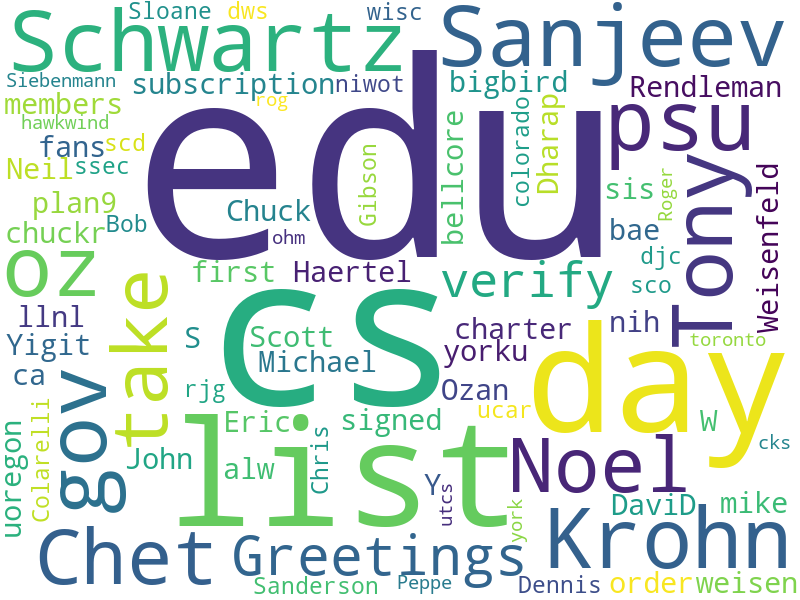 Sloane dws wisc
Schwartz Sanjeev
Siebenmann subscription niwot bigbird Rendleman
members rog psu
hawkwind edu colorado Dharap
fans scd Gibson bellcore Tony
Neil ssec Roger
plan9 Chuck sis Weisenfeld
chuckr Bob ohm bae
oz first Haertel verify djc
take cs sco
llnl S Scott charter nih
Yigit Michael yorku toronto
ca rjg Ozan day
gov Eric signed ucar W
uoregon Colarelli list Chris Noel cks
John alw Y utcs
DaviD mike
Chet Greetings york Krohn
Sanderson Peppe Dennis order weisen